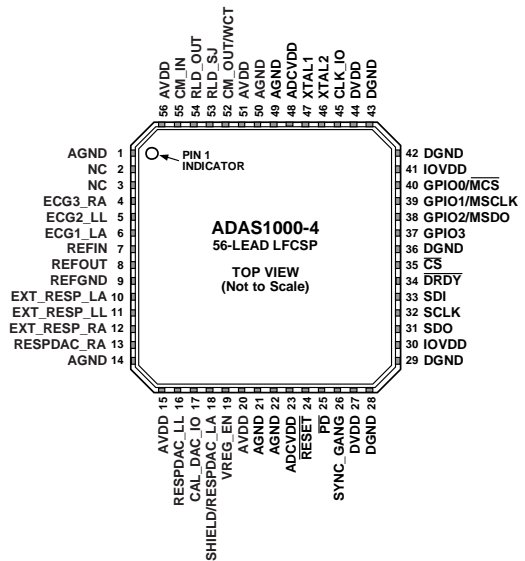 56 AVDD
55 CM_IN
54 RLD_OUT
53 RLD_SJ
52 CM_OUT/WCT
51 AVDD
50 AGND
49 AGND
48 ADCVDD
47 XTAL1
46 XTAL2
45 CLK_IO
44 DVDD
43 DGND
AGND 1
NC 2
NC 3
ECG3_RA 4
ECG2_LL 5
ECG1_LA 6
REFIN 7
REFOUT 8
REFGND 9
EXT_RESP_LA 10
EXT_RESP_LL 11
EXT_RESP_RA 12
RESPDAC_RA 13
AGND 14
PIN 1
INDICATOR
ADAS1000-4
56-LEAD LFCSP
TOP VIEW
(Not to Scale)
42 DGND
41 IOVDD
40 GPIO0/MCS
39 GPIO1/MSCLK
38 GPIO2/MSDO
37 GPIO3
36 DGND
35 CS
34 DRDY
33 SDI
32 SCLK
31 SDO
30 IOVDD
29 DGND
AVDD 15
RESPDAC_LL 16
CAL_DAC_IO 17
SHIELD/RESPDAC_LA 18
VREG_EN 19
AVDD 20
AGND 21
AGND 22
ADCVDD 23
RESET 24
PD 25
SYNC_GANG 26
DVDD 27
DGND 28